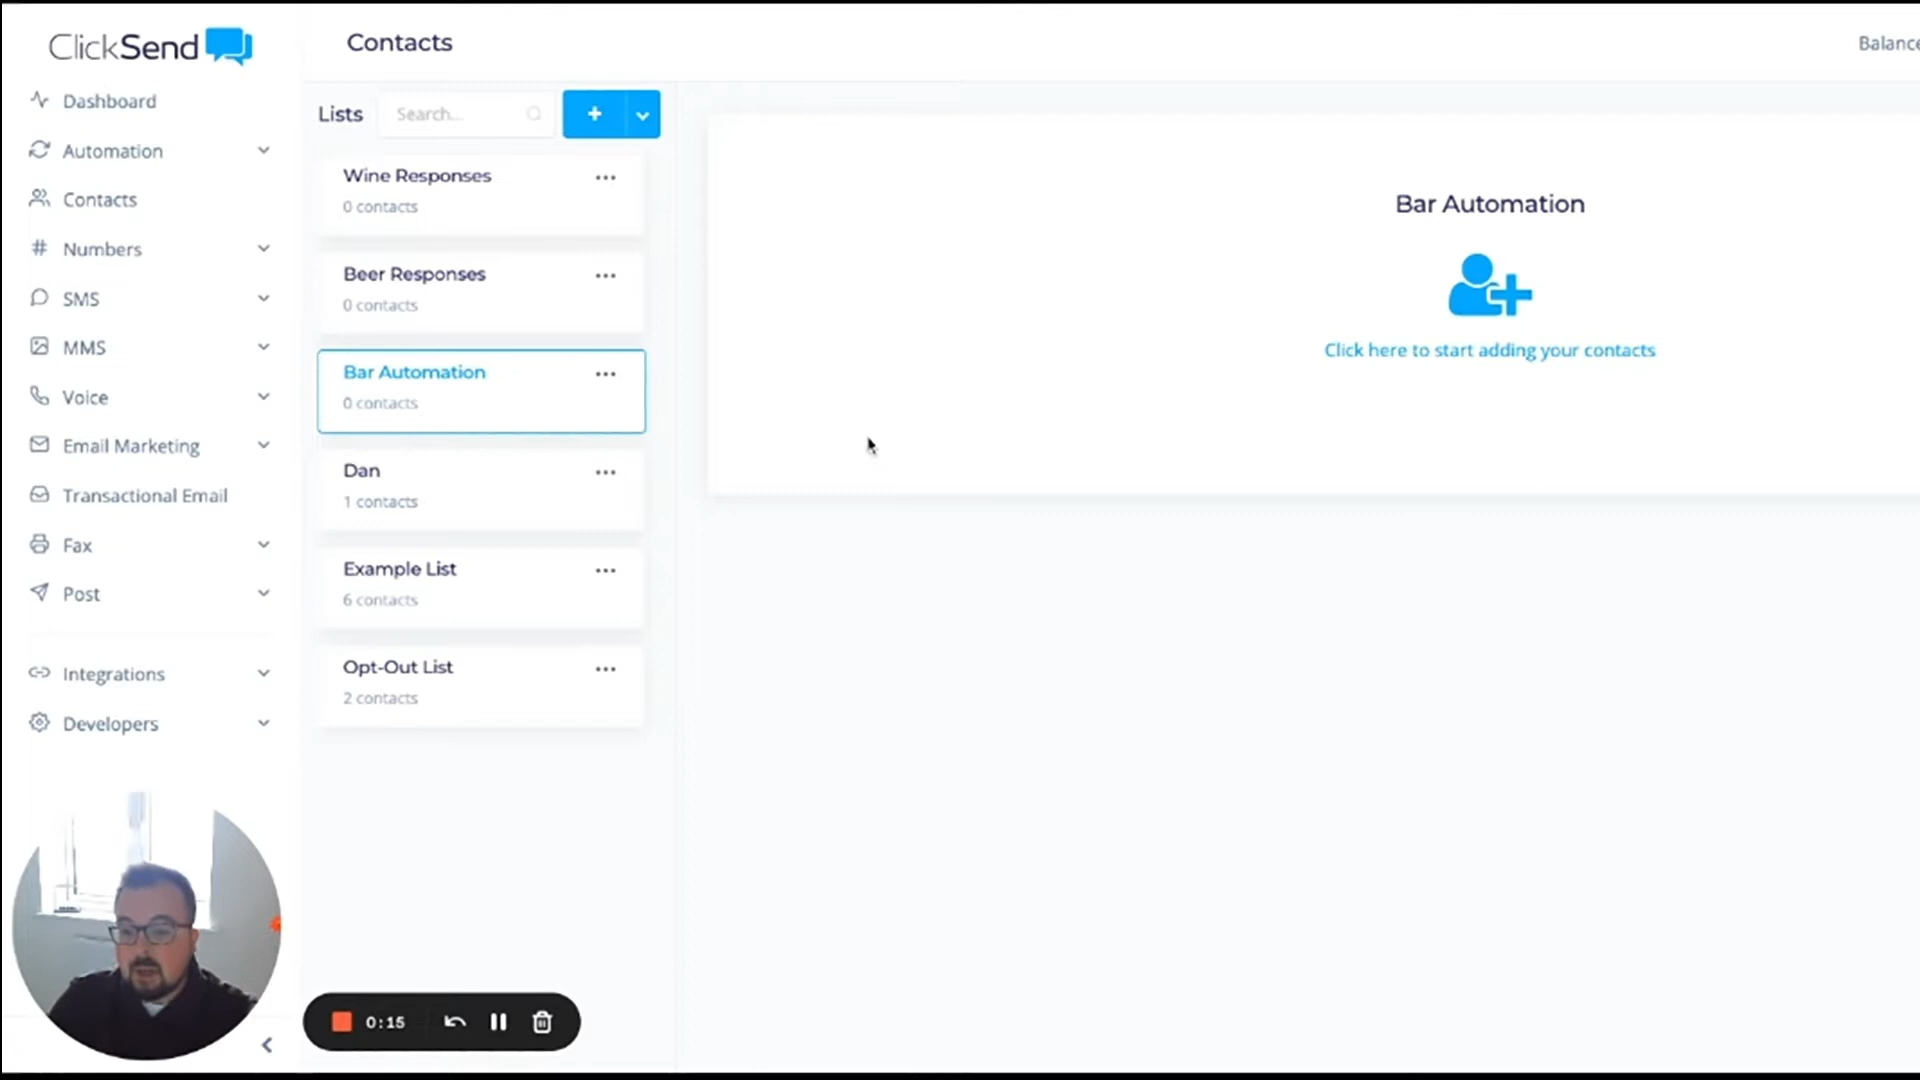 ClickSend
Dashboard
Automation
Contacts
Numbers
SMS
MMS
Voice
Email Marketing
Transactional Email
Fax
Post
Integrations
Developers
Contacts
Balance
Lists
Search...
Wine Responses
0 contacts
Beer Responses
0 contacts
Bar Automation
0 contacts
Dan
1 contacts
Example List
6 contacts
Opt-Out List
2 contacts
Bar Automation
Click here to start adding your contacts
0:15